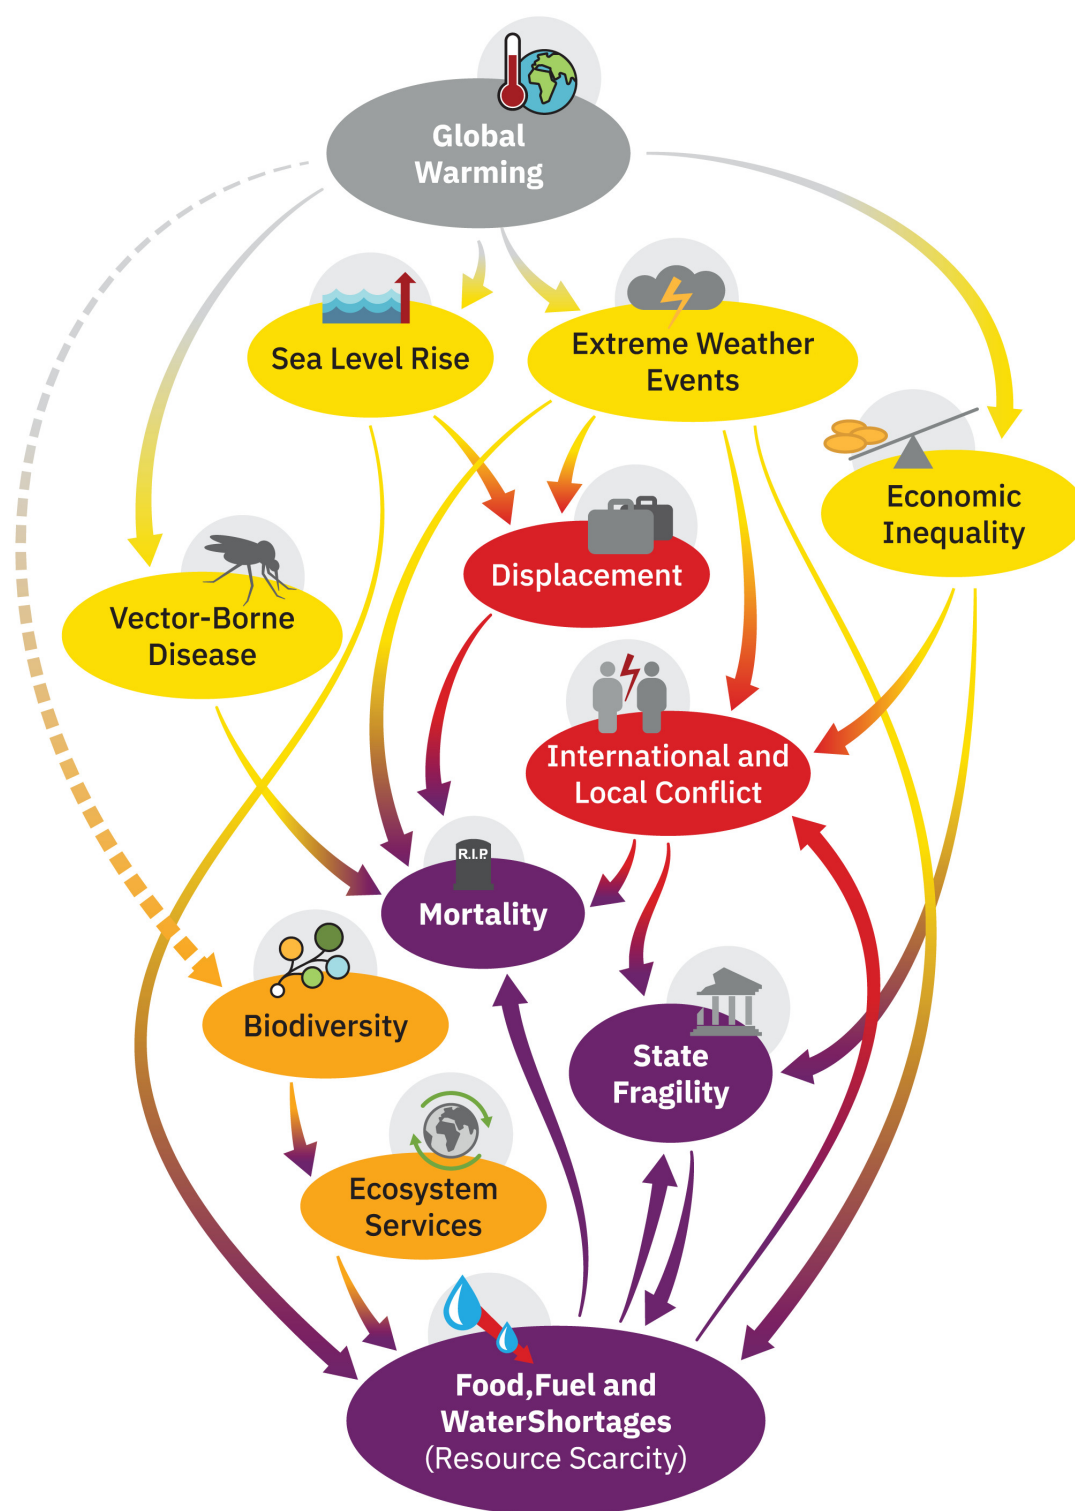 Global
Warming
Sea Level Rise
Extreme Weather
Events
Economic
Inequality
Displacement
Vector-Borne
Disease
International and
Local Conflict
R.I.P.
Mortality
Biodiversity
State
Fragility
Ecosystem
Services
Food,Fuel and
WaterShortages
(Resource Scarcity)